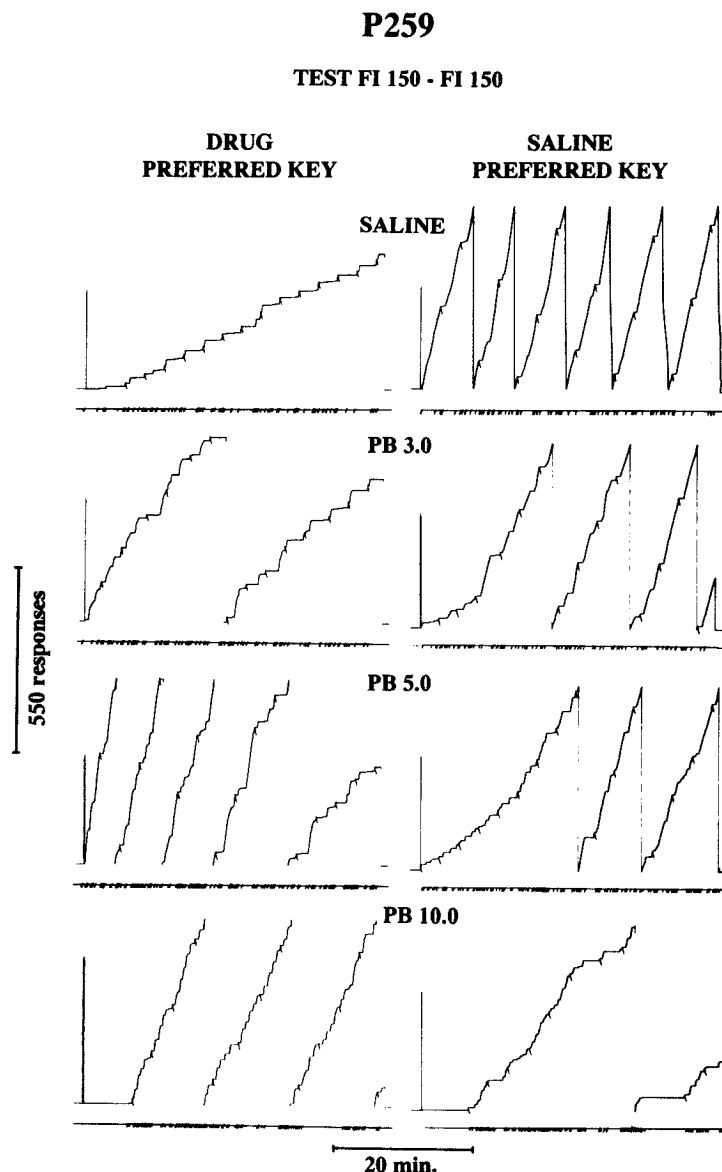 P259
TEST FI 150 - FI 150
DRUG
PREFERRED KEY
SALINE
PREFERRED KEY
SALINE
PB 3.0
550 responses
PB 5.0
PB 10.0
20 min.